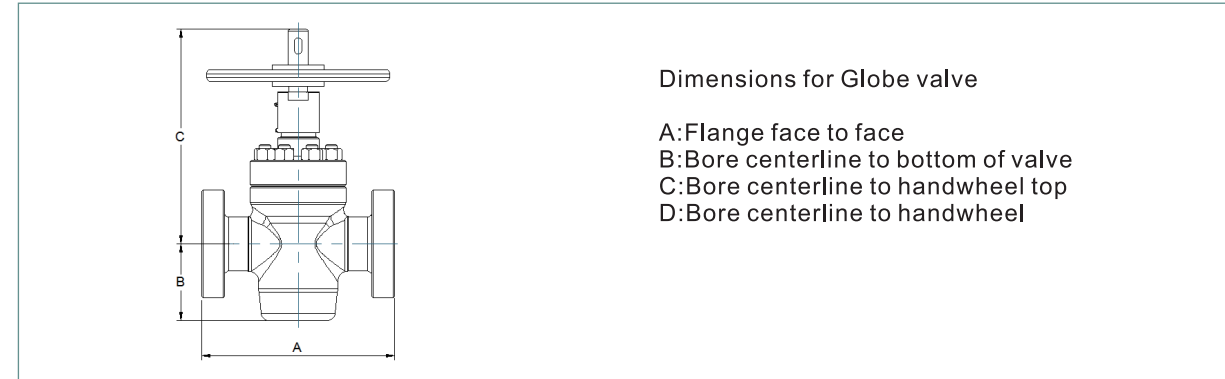 Dimensions for Globe valve
A:Flange face to face
B:Bore centerline to bottom of valve
C:Bore centerline to handwheel top
D:Bore centerline to handwheel
C
B
A